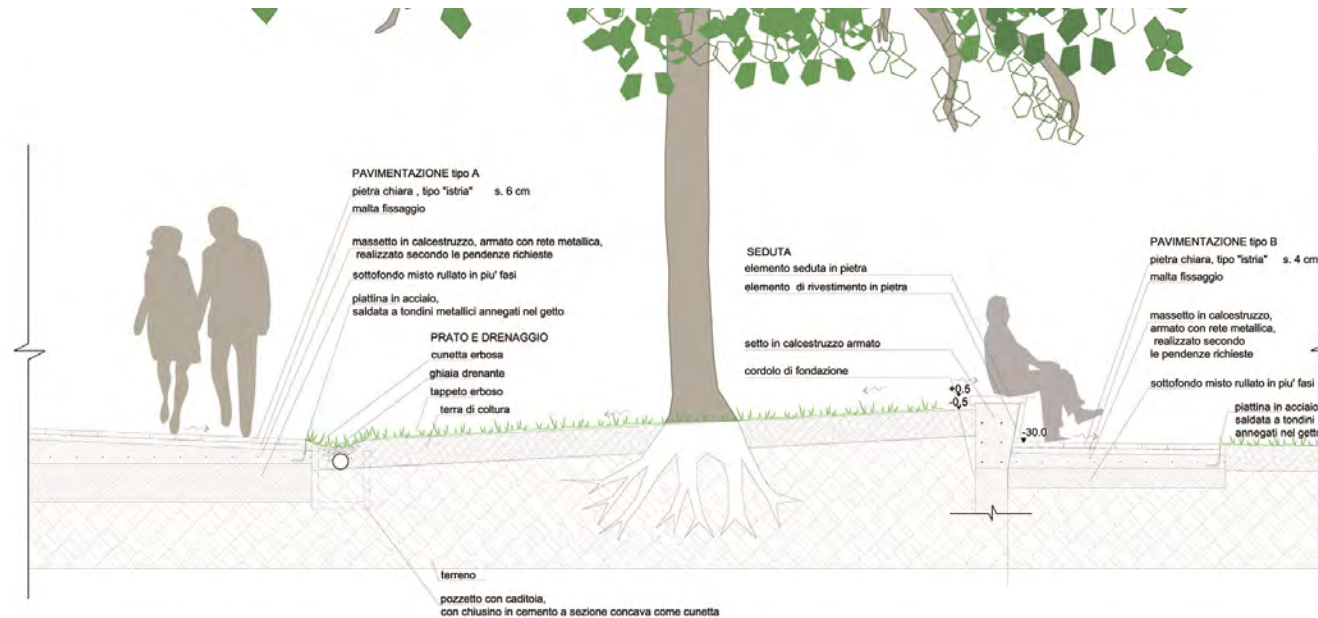 PAVIMENTAZIONE tipo A
pietra chiara , tipo "istria" s. 6 cm
malta fissaggio
massetto in calcestruzzo, armato con rete metallica,
realizzato secondo le pendenze richieste
sottofondo misto rullato in piu' fasi
piattina in acciaio,
saldata a tondini metallici annegati nel getto
PRATO E DRENAGGIO
cunetta erbosa
ghiaia drenante
tappeto erboso
terra di coltura
SEDUTA
elemento seduta in pietra
elemento di rivestimento in pietra
setto in calcestruzzo armato
cordolo di fondazione
+0.5
-0.5
-30.0
PAVIMENTAZIONE tipo B
pietra chiara, tipo "istria" s. 4 cm
malta fissaggio
massetto in calcestruzzo,
armato con rete metallica,
realizzato secondo
le pendenze richieste
sottofondo misto rullato in piu' fasi
piattina in acciaio
saldata a tondini
annegati nel getto
terreno
pozzetto con caditoia,
con chiusino in cemento a sezione concava come cunetta